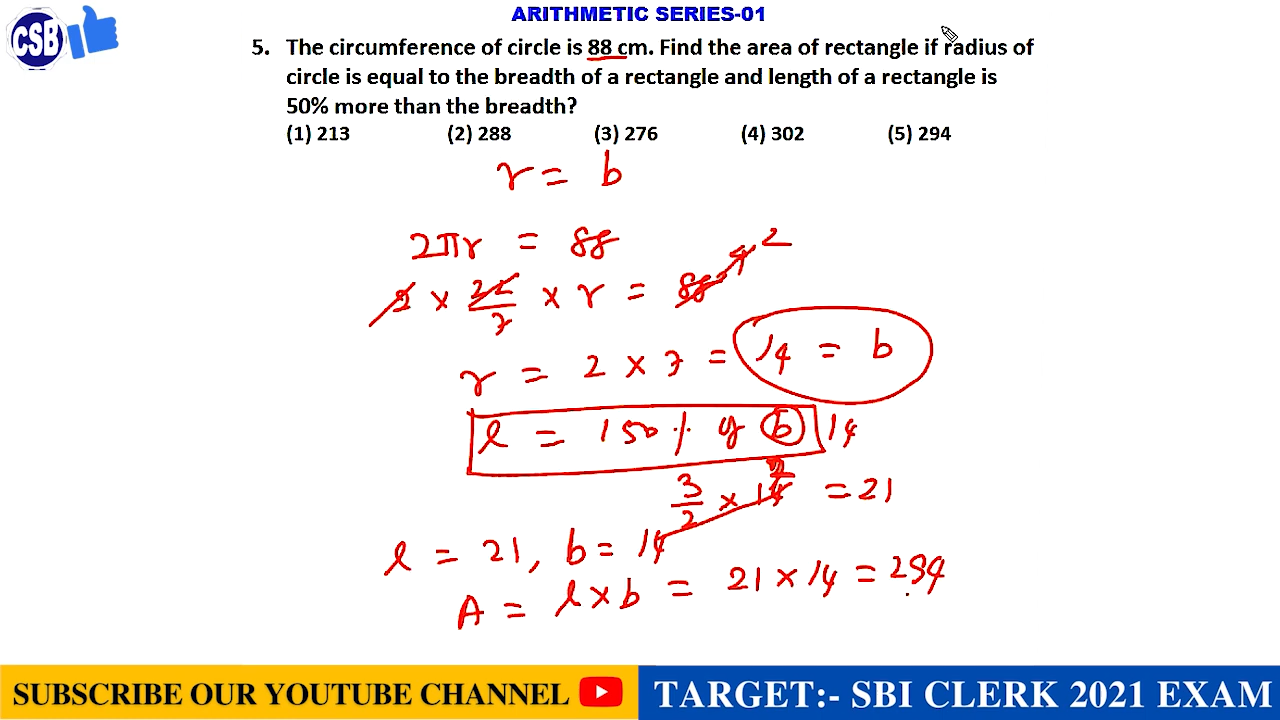 ARITHMETIC SERIES-01
CSB
5. The circumference of circle is 88 cm. Find the area of rectangle if radius of
circle is equal to the breadth of a rectangle and length of a rectangle is
50% more than the breadth?
(1) 213 (2) 288 (3) 276 (4) 302 (5) 294
r = b
2πr = 88
2 × 22/7 × r = 88 4 2
r = 2 × 7 = 14 = b
l = 150% of b 14
3/2 × 14 7 = 21
l = 21, b = 14
A = l × b = 21 × 14 = 294
SUBSCRIBE OUR YOUTUBE CHANNEL
TARGET:- SBI CLERK 2021 EXAM